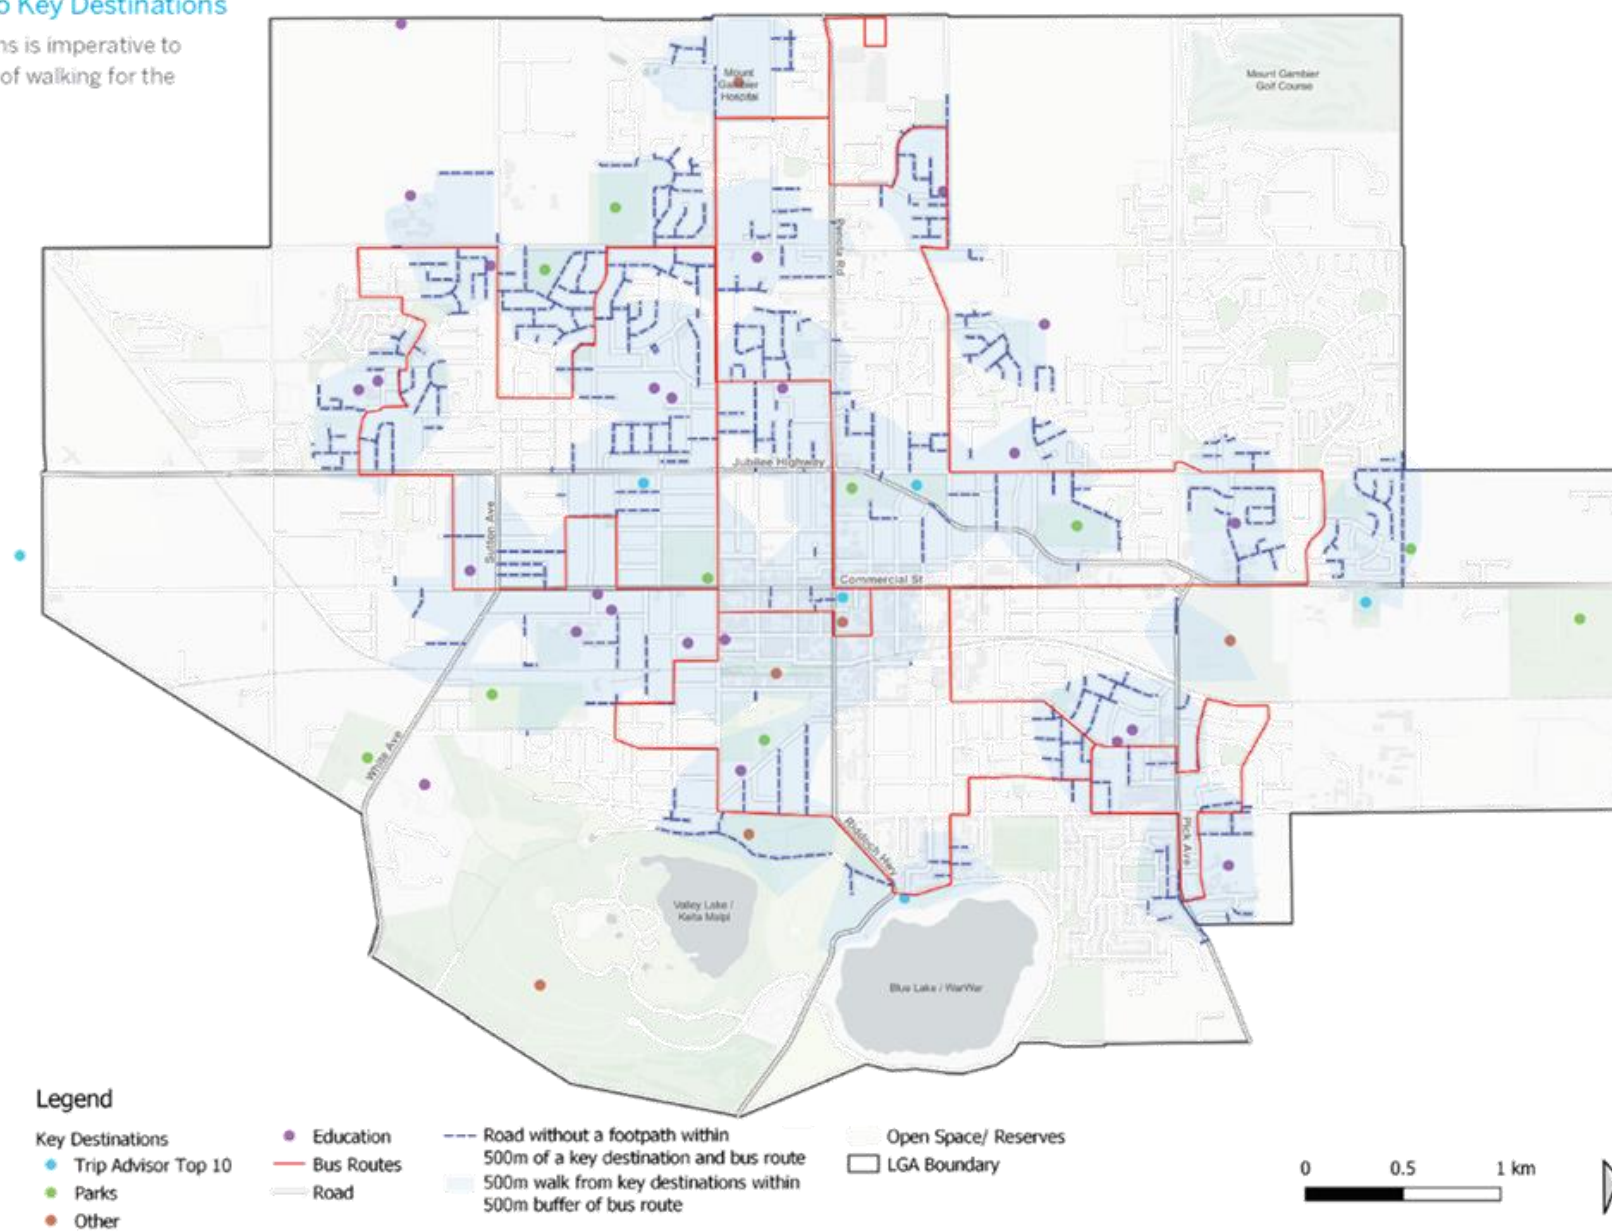 o Key Destinations
ns is imperative to
of walking for the
Mount
Gambier
Hospital
Mount Gambier
Golf Course
Penola Rd
Jubilee Highway
Sutton Ave
Commercial St
White Ave
Riddoch Hwy
Pick Ave
Valley Lake /
Keita Malpi
Blue Lake / WarWar
Legend
Key Destinations
Trip Advisor Top 10
Parks
Other
Education
Bus Routes
Road
Road without a footpath within
500m of a key destination and bus route
500m walk from key destinations within
500m buffer of bus route
Open Space/ Reserves
LGA Boundary
0 0.5 1 km